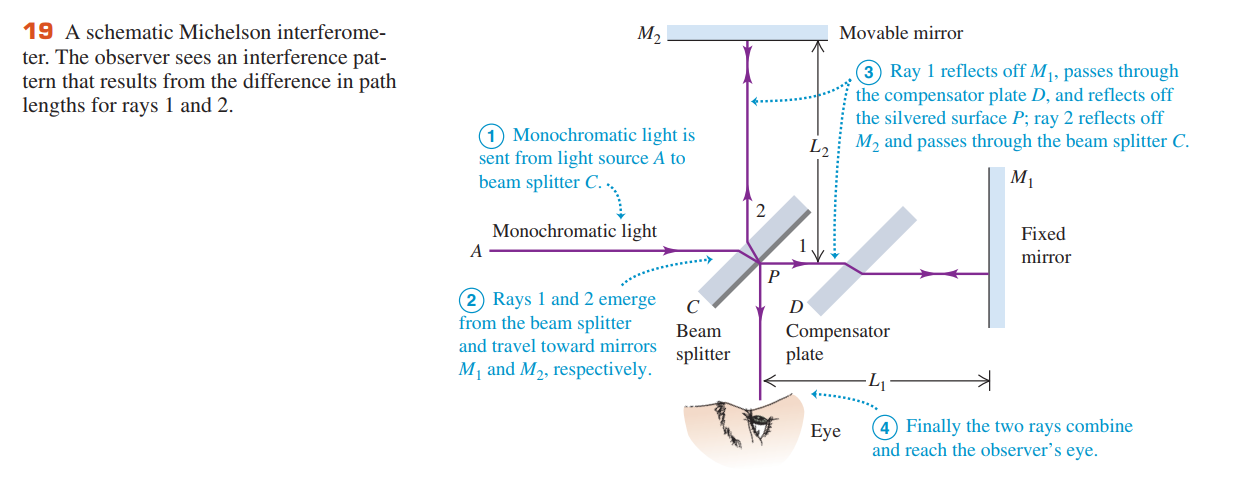 19 A schematic Michelson interferome-
ter. The observer sees an interference pat-
tern that results from the difference in path
lengths for rays 1 and 2.
M2
Movable mirror
3 Ray 1 reflects off M1, passes through
the compensator plate D, and reflects off
the silvered surface P; ray 2 reflects off
M2 and passes through the beam splitter C.
1 Monochromatic light is
sent from light source A to
beam splitter C.
L2
M1
2
Monochromatic light
A
1
Fixed
mirror
P
2 Rays 1 and 2 emerge
from the beam splitter
and travel toward mirrors
M1 and M2, respectively.
C
Beam
splitter
D
Compensator
plate
L1
Eye
4 Finally the two rays combine
and reach the observer's eye.